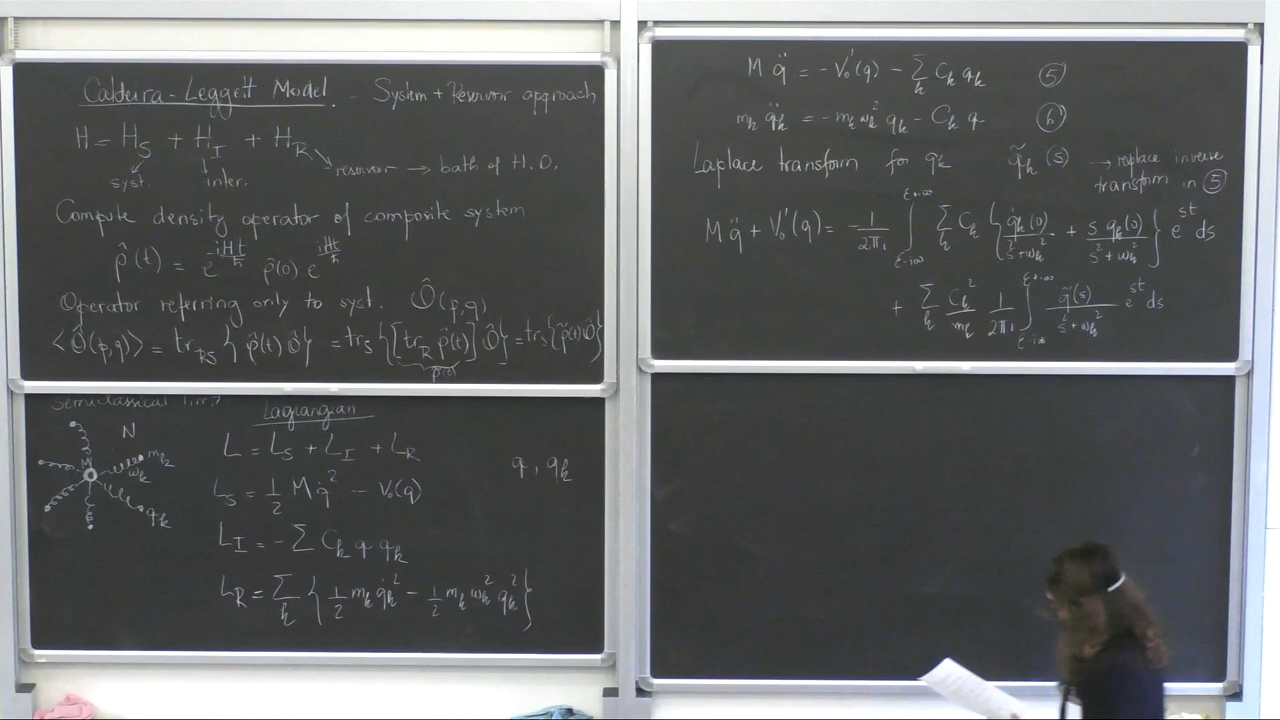 Caldeira-Leggett Model - System + Reservoir approach
H = H_S + H_I + H_R
syst. inter. reservoir → bath of H.O.
Compute density operator of composite system
ρ̂(t) = e^{-iHt/ħ} ρ̂(0) e^{iHt/ħ}
Operator referring only to syst. Ô(p,q)
<Ô(p,q)> = tr_{RS} { ρ̂(t) Ô } = tr_S { [tr_R ρ̂(t)] Ô } = tr_S { ρ̃(t) Ô }
ρ̃(t)
Semiclassical limit
Lagrangian
N
M
m_k
ω_k
q_k
L = L_S + L_I + L_R
q, q_k
L_S = 1/2 M q̇² - V_0(q)
L_I = - Σ C_k q q_k
L_R = Σ_k { 1/2 m_k q̇_k² - 1/2 m_k ω_k² q_k² }
M q̈ = - V_0'(q) - Σ_k C_k q_k (5)
m_k q̈_k = - m_k ω_k² q_k - C_k q (6)
Laplace transform for q_k q̃_k(s) → replace inverse
transform in (5)
M q̈ + V_0'(q) = - 1/2πi ∫_{ε-i∞}^{ε+i∞} Σ_k C_k { q̇_k(0)/s²+ω_k² + s q_k(0)/s²+ω_k² } e^{st} ds
+ Σ_k C_k²/m_k 1/2πi ∫_{ε-i∞}^{ε+i∞} q̃(s)/s²+ω_k² e^{st} ds